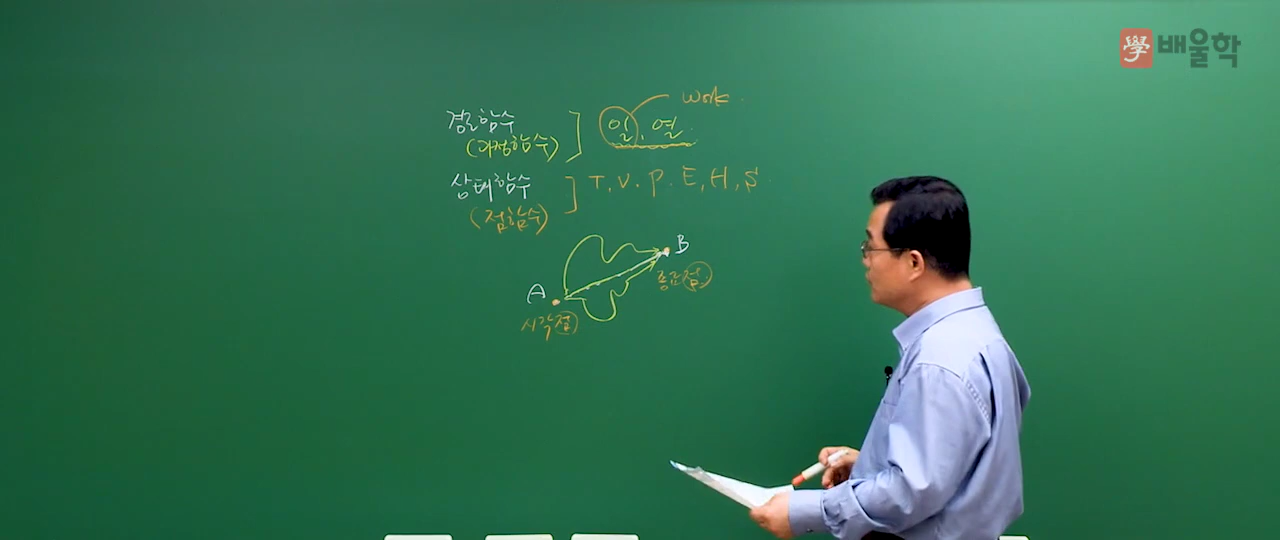 學 배울학
work.
경로함수 ] 일, 열.
(과정함수)
상태함수 ] T, V. P. E, H, S.
(점함수)
B
종료점
A
시작점